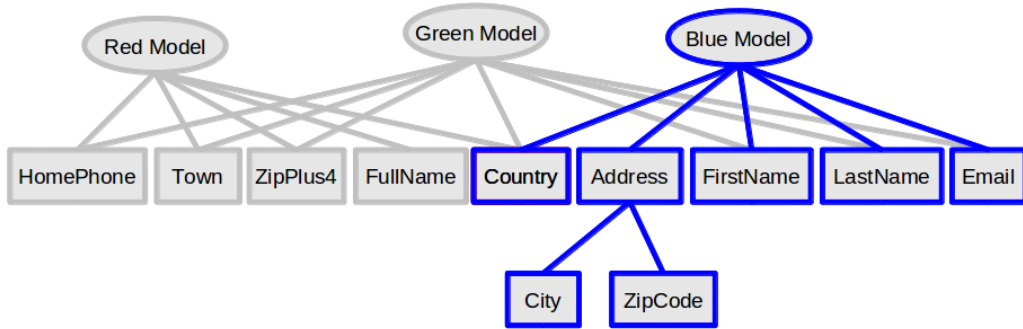 Red Model
Green Model
Blue Model
HomePhone
Town
ZipPlus4
FullName
Country
Address
FirstName
LastName
Email
City
ZipCode